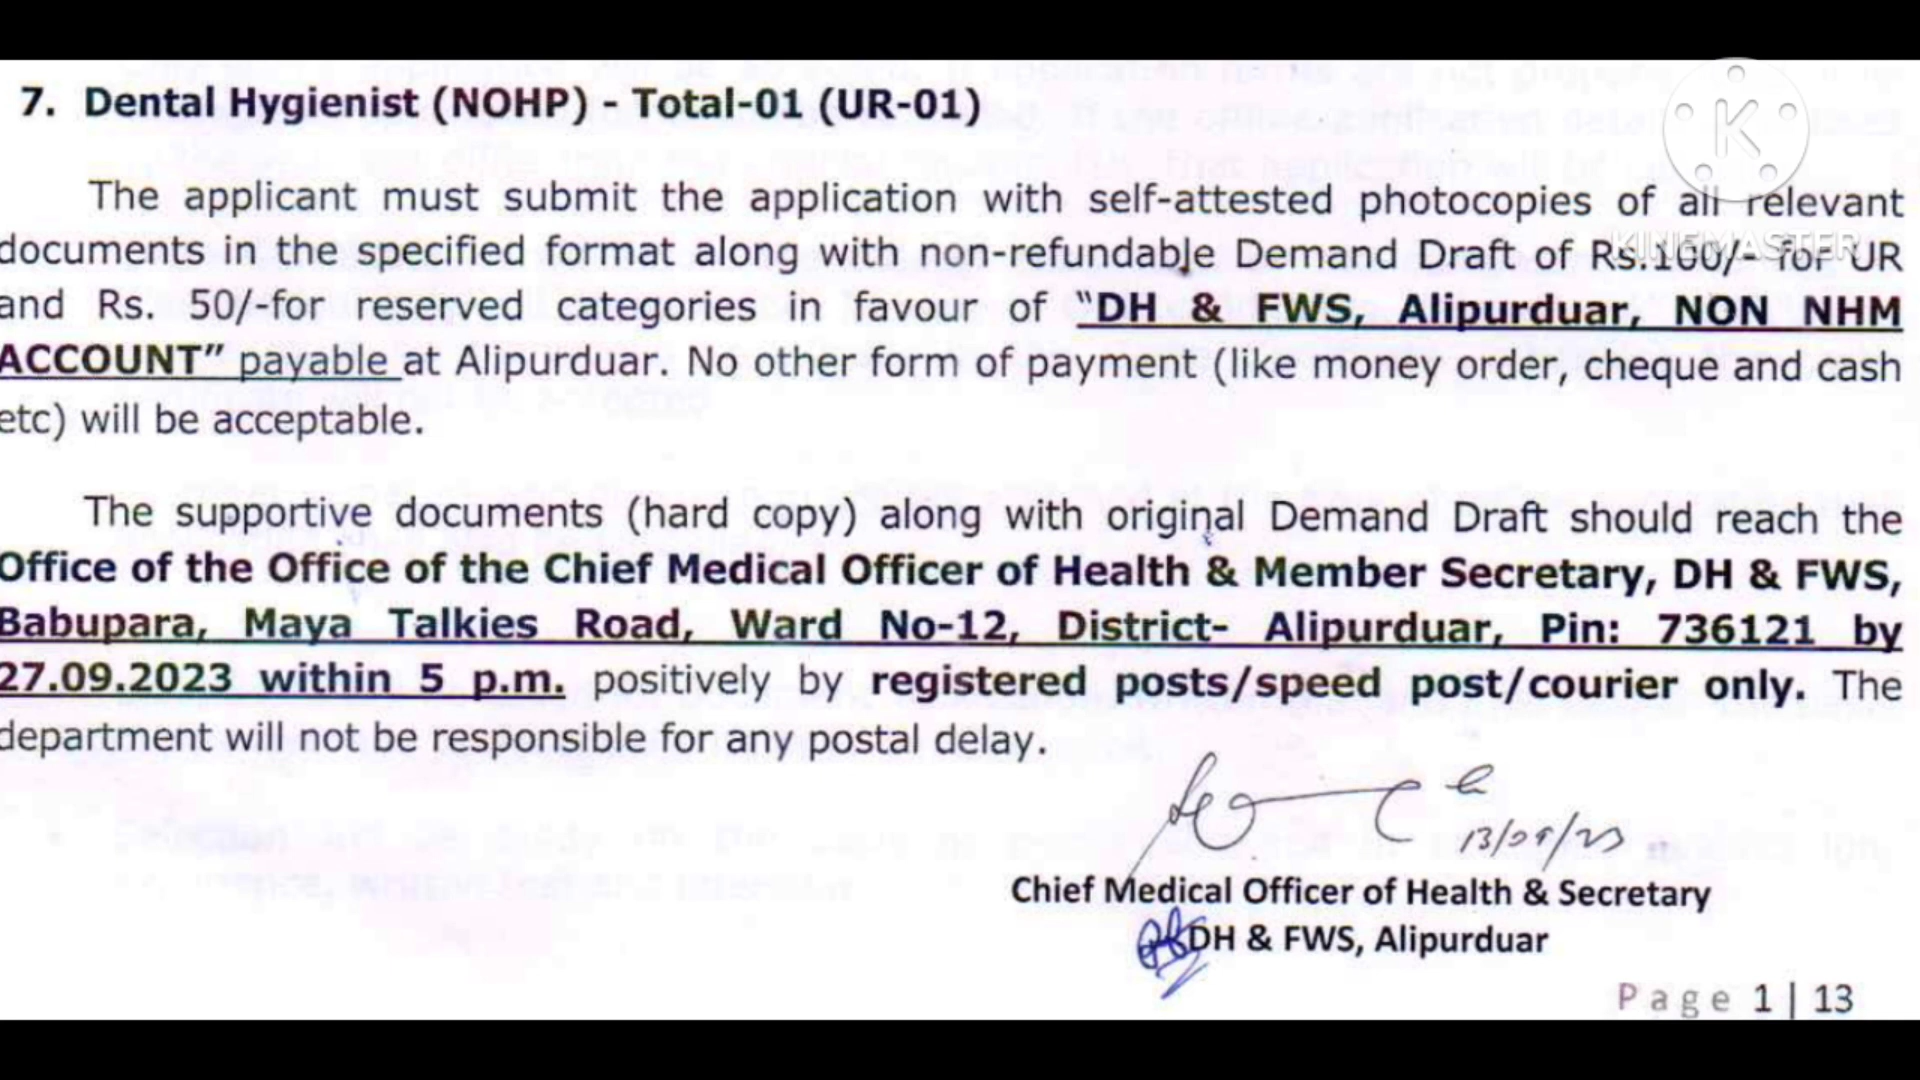 7. Dental Hygienist (NOHP) - Total-01 (UR-01)
The applicant must submit the application with self-attested photocopies of all relevant
documents in the specified format along with non-refundable Demand Draft of Rs.100/- for UR
and Rs. 50/-for reserved categories in favour of "DH & FWS, Alipurduar, NON NHM
ACCOUNT" payable at Alipurduar. No other form of payment (like money order, cheque and cash
etc) will be acceptable.
The supportive documents (hard copy) along with original Demand Draft should reach the
Office of the Office of the Chief Medical Officer of Health & Member Secretary, DH & FWS,
Babupara, Maya Talkies Road, Ward No-12, District- Alipurduar, Pin: 736121 by
27.09.2023 within 5 p.m. positively by registered posts/speed post/courier only. The
department will not be responsible for any postal delay.
13/09/23
Chief Medical Officer of Health & Secretary
DH & FWS, Alipurduar
Page 1 | 13
K
KINEMASTER